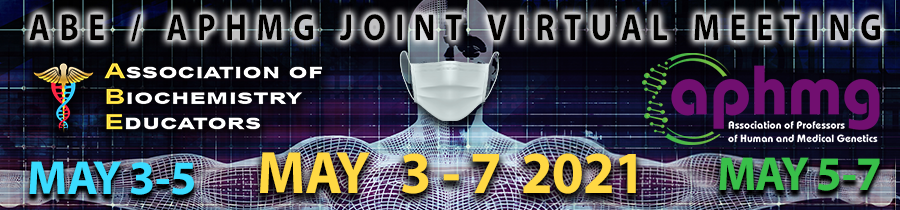 ABE / APHMG JOINT VIRTUAL MEETING
ASSOCIATION OF
BIOCHEMISTRY
EDUCATORS
aphmg
Association of Professors
of Human and Medical Genetics
MAY 3-5
MAY 3 - 7 2021
MAY 5-7